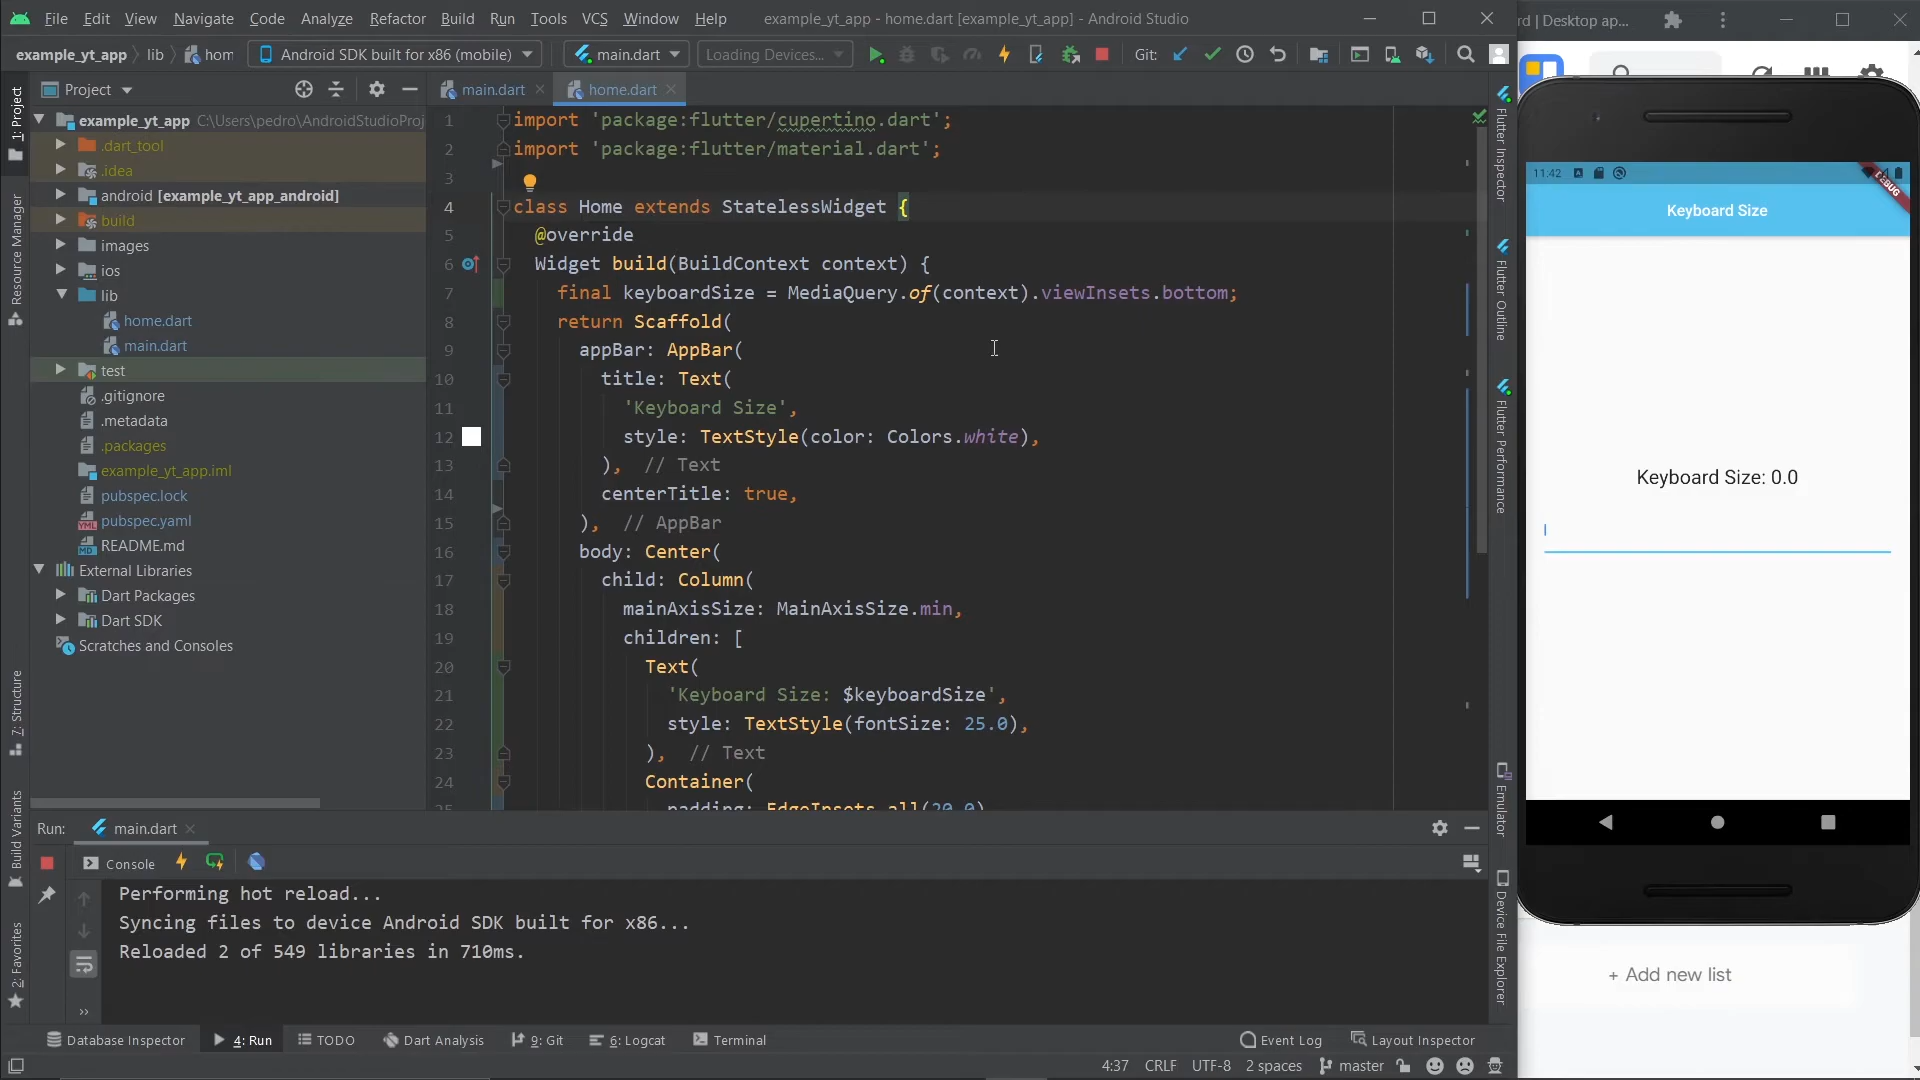 File Edit View Navigate Code Analyze Refactor Build Run Tools VCS Window Help example_yt_app - home.dart [example_yt_app] - Android Studio
rd | Desktop ap...
example_yt_app lib hom Android SDK built for x86 (mobile) main.dart Loading Devices... Git:
Project
main.dart
home.dart
example_yt_app C:\Users\pedro\AndroidStudioProj
.dart_tool
.idea
android [example_yt_app_android]
build
images
ios
lib
home.dart
main.dart
test
.gitignore
.metadata
.packages
example_yt_app.iml
pubspec.lock
pubspec.yaml
README.md
External Libraries
Dart Packages
Dart SDK
Scratches and Consoles
1: Project
Resource Manager
7: Structure
Build Variants
2: Favorites
1 import 'package:flutter/cupertino.dart';
2 import 'package:flutter/material.dart';
3
4 class Home extends StatelessWidget {
5 @override
6 Widget build(BuildContext context) {
7 final keyboardSize = MediaQuery.of(context).viewInsets.bottom;
8 return Scaffold(
9 appBar: AppBar(
10 title: Text(
11 'Keyboard Size',
12 style: TextStyle(color: Colors.white),
13 ), // Text
14 centerTitle: true,
15 ), // AppBar
16 body: Center(
17 child: Column(
18 mainAxisSize: MainAxisSize.min,
19 children: [
20 Text(
21 'Keyboard Size: $keyboardSize',
22 style: TextStyle(fontSize: 25.0),
23 ), // Text
24 Container(
25 padding: EdgeInsets.all(20.0)
Flutter Inspector
Flutter Outline
Flutter Performance
Emulator
Device File Explorer
11:42
DEBUG
Keyboard Size
Keyboard Size: 0.0
+ Add new list
Run: main.dart
Console
Performing hot reload...
Syncing files to device Android SDK built for x86...
Reloaded 2 of 549 libraries in 710ms.
Database Inspector 4: Run TODO Dart Analysis 9: Git 6: Logcat Terminal Event Log Layout Inspector
4:37 CRLF UTF-8 2 spaces master